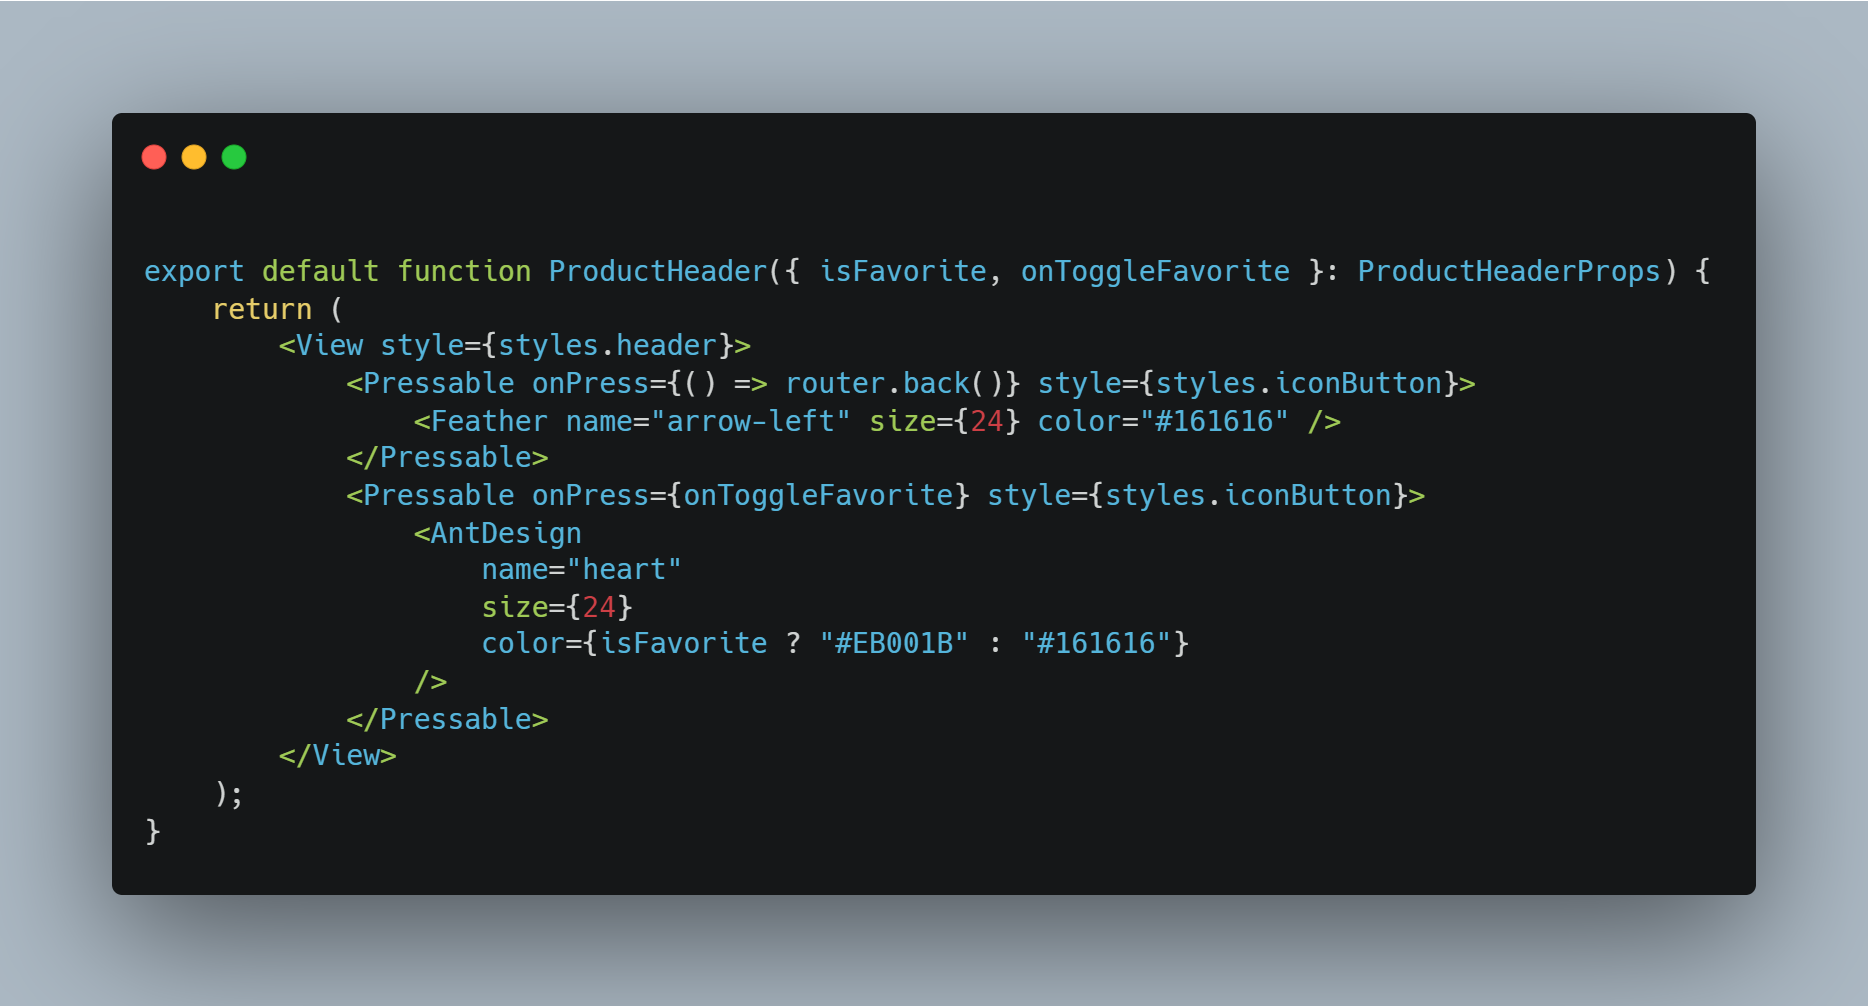 export default function ProductHeader({ isFavorite, onToggleFavorite }: ProductHeaderProps) {
    return (
        <View style={styles.header}>
            <Pressable onPress={() => router.back()} style={styles.iconButton}>
                <Feather name="arrow-left" size={24} color="#161616" />
            </Pressable>
            <Pressable onPress={onToggleFavorite} style={styles.iconButton}>
                <AntDesign
                    name="heart"
                    size={24}
                    color={isFavorite ? "#EB001B" : "#161616"}
                />
            </Pressable>
        </View>
    );
}